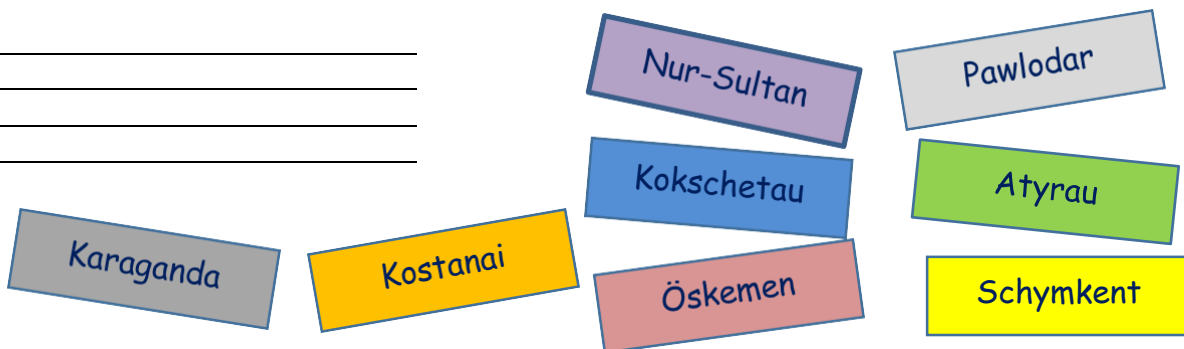 Nur-Sultan
Pawlodar
Kokschetau
Atyrau
Karaganda
Kostanai
Öskemen
Schymkent